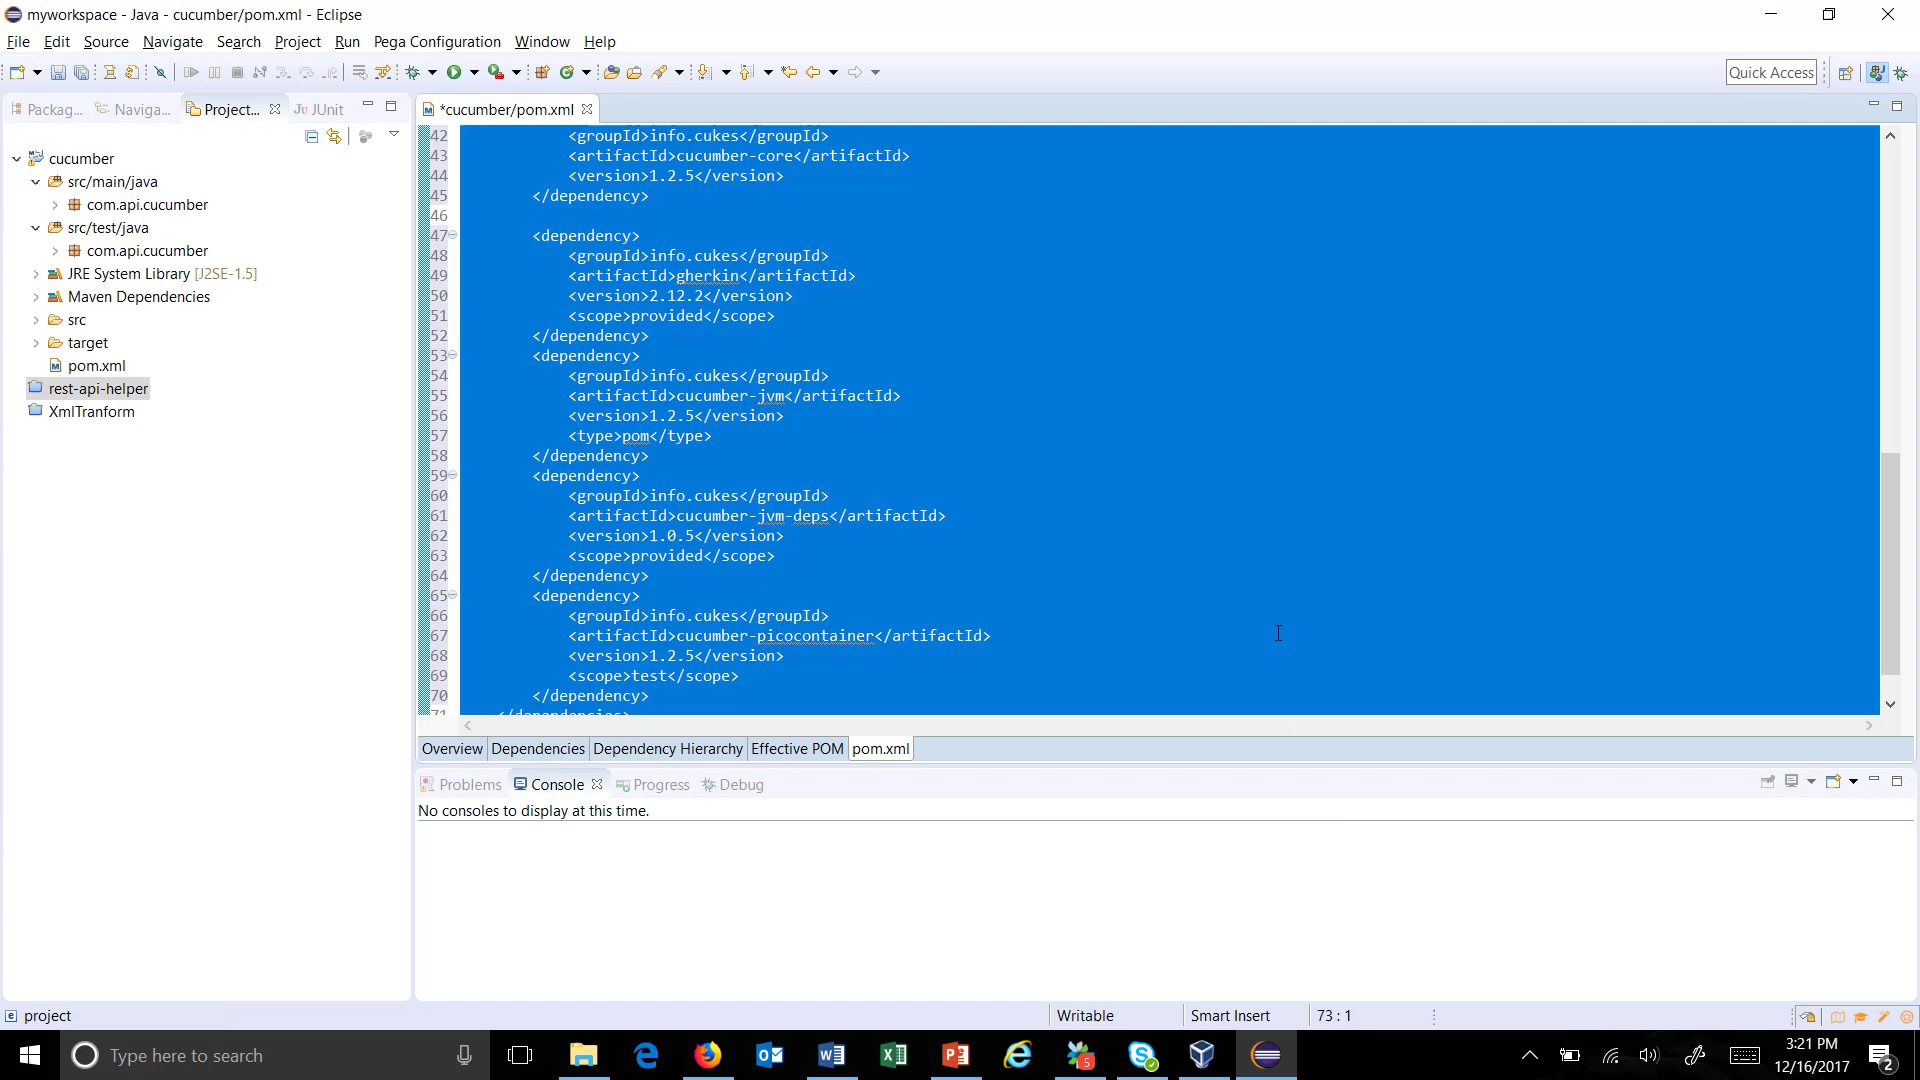 myworkspace - Java - cucumber/pom.xml - Eclipse
File Edit Source Navigate Search Project Run Pega Configuration Window Help
Quick Access
Packag... Naviga... Project... JUnit
cucumber
src/main/java
com.api.cucumber
src/test/java
com.api.cucumber
JRE System Library [J2SE-1.5]
Maven Dependencies
src
target
pom.xml
rest-api-helper
XmlTranform
*cucumber/pom.xml
42 <groupId>info.cukes</groupId>
43 <artifactId>cucumber-core</artifactId>
44 <version>1.2.5</version>
45 </dependency>
46
47 <dependency>
48 <groupId>info.cukes</groupId>
49 <artifactId>gherkin</artifactId>
50 <version>2.12.2</version>
51 <scope>provided</scope>
52 </dependency>
53 <dependency>
54 <groupId>info.cukes</groupId>
55 <artifactId>cucumber-jvm</artifactId>
56 <version>1.2.5</version>
57 <type>pom</type>
58 </dependency>
59 <dependency>
60 <groupId>info.cukes</groupId>
61 <artifactId>cucumber-jvm-deps</artifactId>
62 <version>1.0.5</version>
63 <scope>provided</scope>
64 </dependency>
65 <dependency>
66 <groupId>info.cukes</groupId>
67 <artifactId>cucumber-picocontainer</artifactId>
68 <version>1.2.5</version>
69 <scope>test</scope>
70 </dependency>
71 </dependencies>
Overview Dependencies Dependency Hierarchy Effective POM pom.xml
Problems Console Progress Debug
No consoles to display at this time.
project Writable Smart Insert 73 : 1
Type here to search
5
3:21 PM
12/16/2017
2